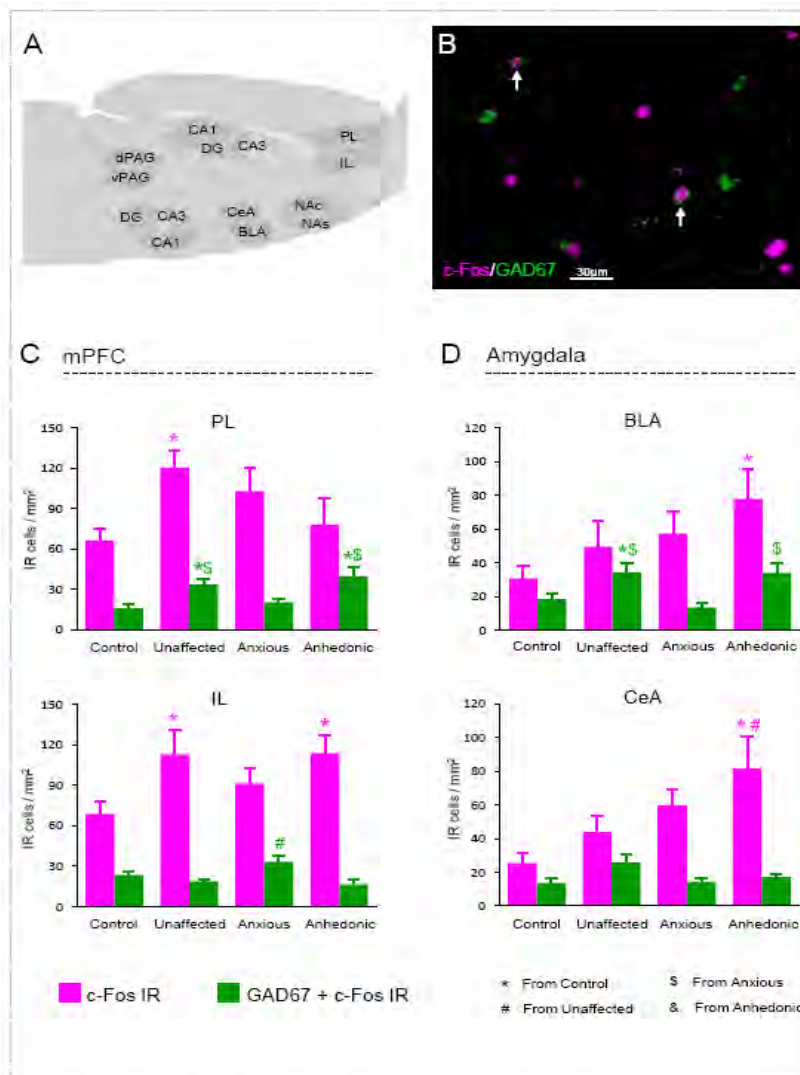 A
CA1
DG
CA3
PL
IL
dPAG
vPAG
DG
CA3
CA1
CeA
BLA
NAc
NAs
B
c-Fos/GAD67
30µm
C mPFC
PL
IR cells / mm²
150
120
90
60
30
0
*
*$
*$
Control Unaffected Anxious Anhedonic
IL
IR cells / mm²
150
120
90
60
30
0
*
#
*
Control Unaffected Anxious Anhedonic
D Amygdala
BLA
IR cells / mm²
120
100
80
60
40
20
0
*$
*
$
Control Unaffected Anxious Anhedonic
CeA
IR cells / mm²
120
100
80
60
40
20
0
* #
Control Unaffected Anxious Anhedonic
c-Fos IR
GAD67 + c-Fos IR
* From Control
$ From Anxious
# From Unaffected
& From Anhedonic